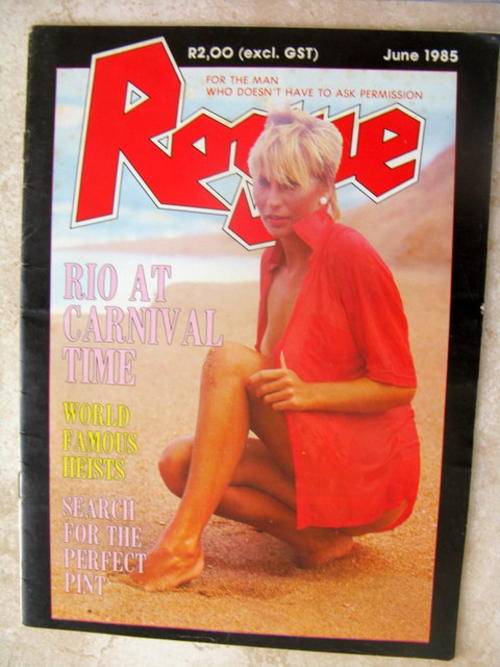 R2,00 (excl. GST)
June 1985
FOR THE MAN
WHO DOESN'T HAVE TO ASK PERMISSION
Rogue
RIO AT
CARNIVAL
TIME
WORLD
FAMOUS
HEISTS
SEARCH
FOR THE
PERFECT
PINT